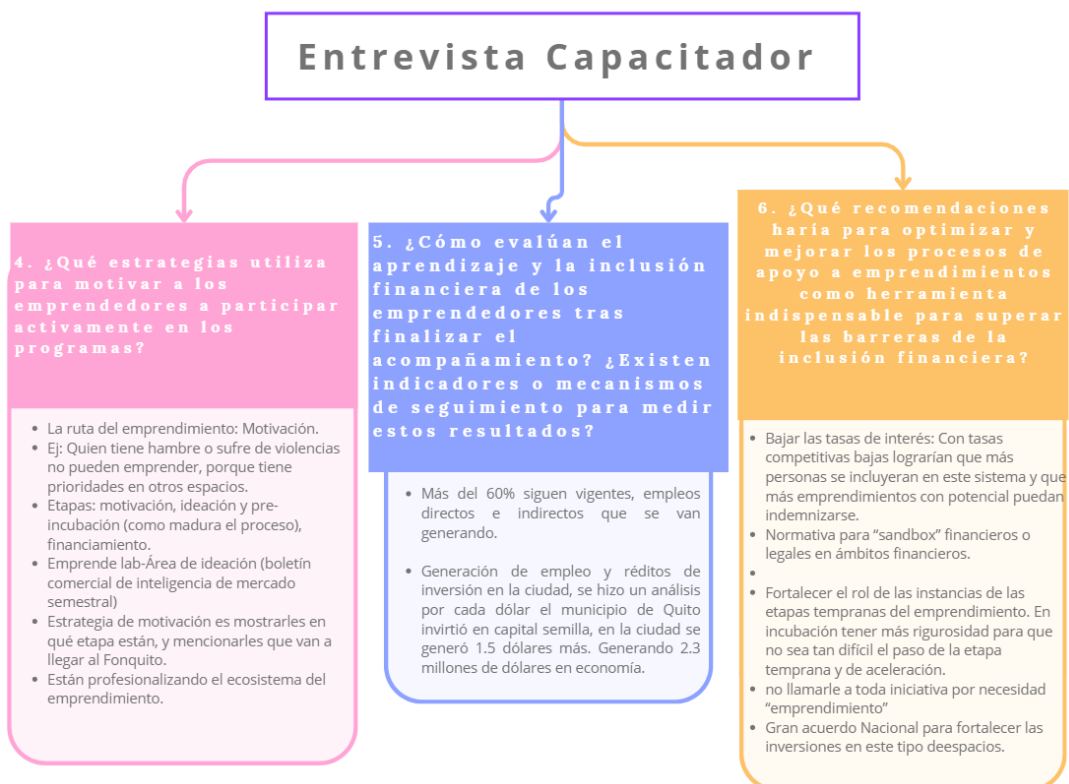 Entrevista Capacitador
4. ¿Qué estrategias utiliza
para motivar a los
emprendedores a participar
activamente en los
programas?
• La ruta del emprendimiento: Motivación.
• Ej: Quien tiene hambre o sufre de violencias
no pueden emprender, porque tiene
prioridades en otros espacios.
• Etapas: motivación, ideación y pre-
incubación (como madura el proceso),
financiamiento.
• Emprende lab-Área de ideación (boletín
comercial de inteligencia de mercado
semestral)
• Estrategia de motivación es mostrarles en
qué etapa están, y mencionarles que van a
llegar al Fonquito.
• Están profesionalizando el ecosistema del
emprendimiento.
5. ¿Cómo evalúan el
aprendizaje y la inclusión
financiera de los
emprendedores tras
finalizar el
acompañamiento? ¿Existen
indicadores o mecanismos
de seguimiento para medir
estos resultados?
• Más del 60% siguen vigentes, empleos
directos e indirectos que se van
generando.
• Generación de empleo y réditos de
inversión en la ciudad, se hizo un análisis
por cada dólar el municipio de Quito
invirtió en capital semilla, en la ciudad se
generó 1.5 dólares más. Generando 2.3
millones de dólares en economía.
6. ¿Qué recomendaciones
haría para optimizar y
mejorar los procesos de
apoyo a emprendimientos
como herramienta
indispensable para superar
las barreras de la
inclusión financiera?
• Bajar las tasas de interés: Con tasas
competitivas bajas lograrían que más
personas se incluyeran en este sistema y que
más emprendimientos con potencial puedan
indemnizarse.
• Normativa para “sandbox” financieros o
legales en ámbitos financieros.
•
• Fortalecer el rol de las instancias de las
etapas tempranas del emprendimiento. En
incubación tener más rigurosidad para que
no sea tan difícil el paso de la etapa
temprana y de aceleración.
• no llamarle a toda iniciativa por necesidad
“emprendimiento”
• Gran acuerdo Nacional para fortalecer las
inversiones en este tipo deespacios.